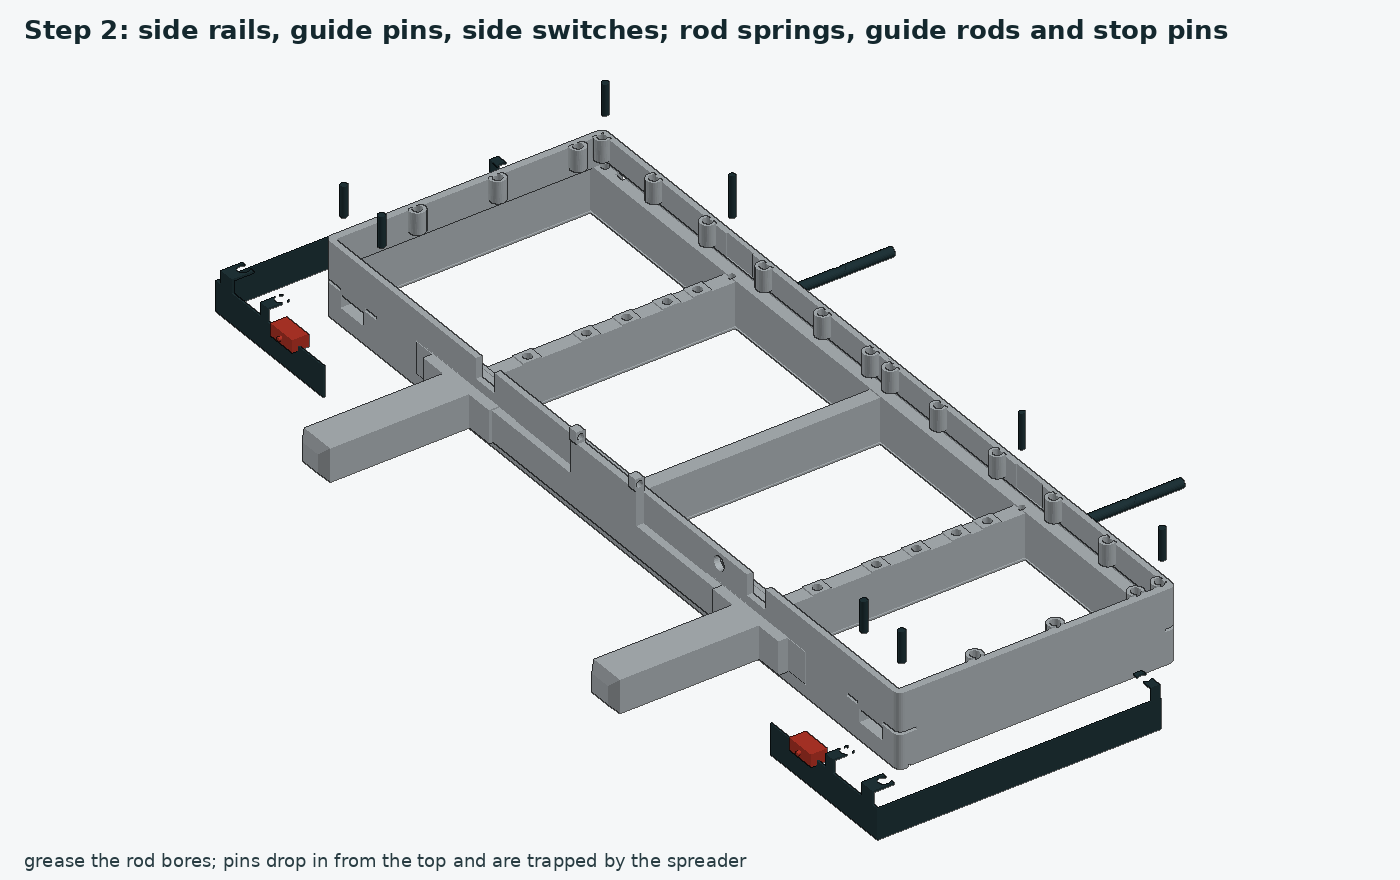 Step 2: side rails, guide pins, side switches; rod springs, guide rods and stop pins
grease the rod bores; pins drop in from the top and are trapped by the spreader